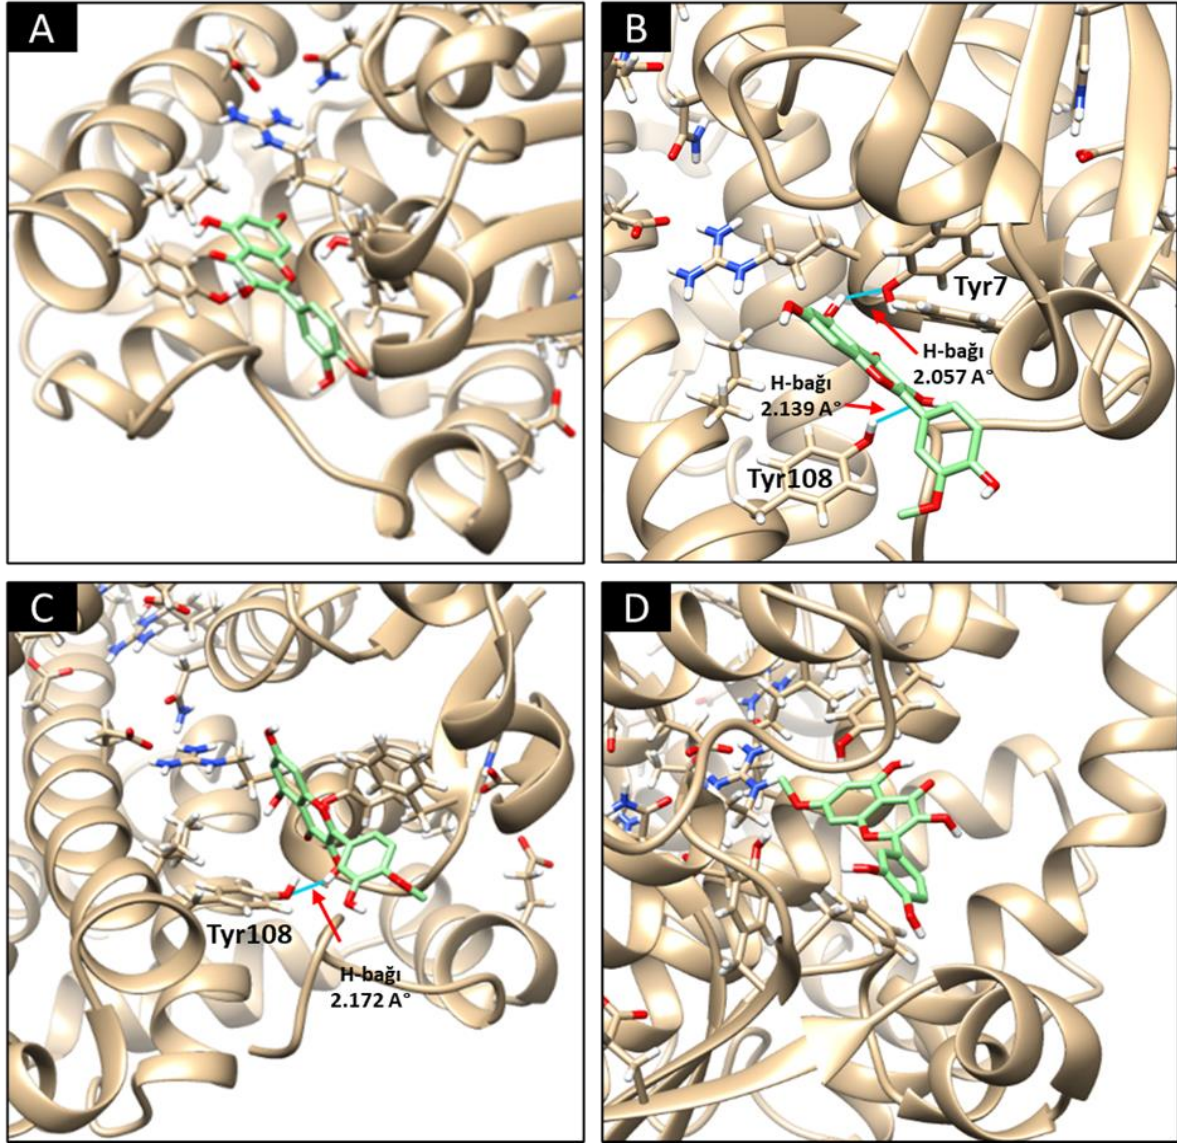 A
B
Tyr7
H-bağı
2.057 A°
H-bağı
2.139 A°
Tyr108
C
Tyr108
H-bağı
2.172 A°
D